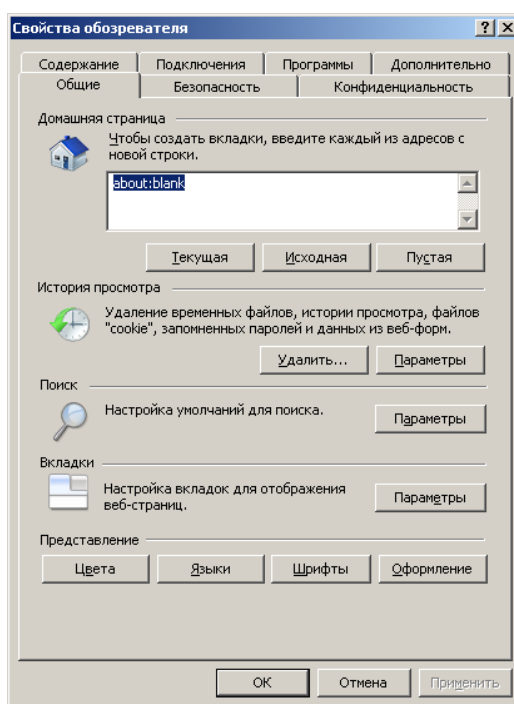 Свойства обозревателя
Содержание Подключения Программы Дополнительно
Общие Безопасность Конфиденциальность
Домашняя страница
Чтобы создать вкладки, введите каждый из адресов с
новой строки.
about:blank
Текущая Исходная Пустая
История просмотра
Удаление временных файлов, истории просмотра, файлов
"cookie", запомненных паролей и данных из веб-форм.
Удалить... Параметры
Поиск
Настройка умолчаний для поиска.
Параметры
Вкладки
Настройка вкладок для отображения
веб-страниц.
Параметры
Представление
Цвета Языки Шрифты Оформление
ОК Отмена Применить